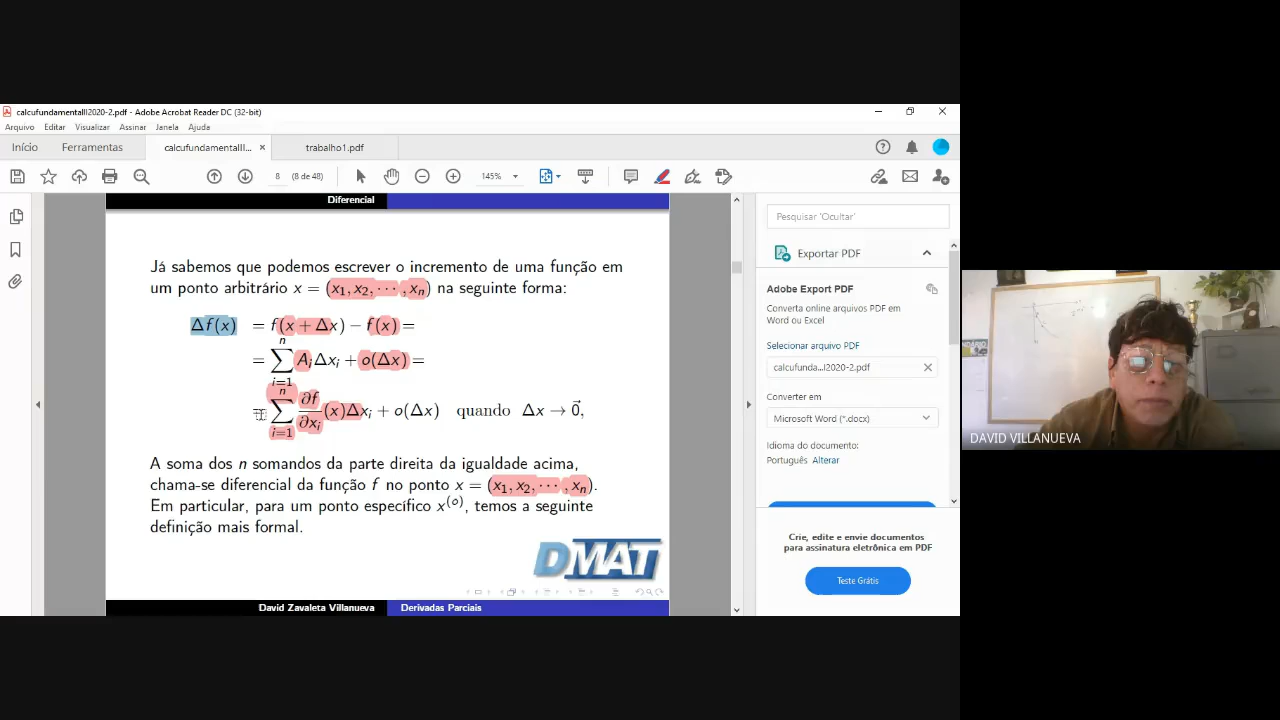 calcufundamentalII2020-2.pdf - Adobe Acrobat Reader DC (32-bit)
Arquivo Editar Visualizar Assinar Janela Ajuda
Início Ferramentas calcufundamentalII... × trabalho1.pdf
8 (8 de 48) 145%
Diferencial
Já sabemos que podemos escrever o incremento de uma função em
um ponto arbitrário x = (x₁, x₂, ⋯ , xₙ) na seguinte forma:
Δf(x) = f(x + Δx) − f(x) =
= ∑ⁿᵢ₌₁ AᵢΔxᵢ + o(Δx) =
= ∑ⁿᵢ₌₁ ∂f/∂xᵢ (x)Δxᵢ + o(Δx) quando Δx → 0⃗,
A soma dos n somandos da parte direita da igualdade acima,
chama-se diferencial da função f no ponto x = (x₁, x₂, ⋯ , xₙ).
Em particular, para um ponto específico x⁽ᵒ⁾, temos a seguinte
definição mais formal.
DMAT
David Zavaleta Villanueva Derivadas Parciais
Pesquisar 'Ocultar'
Exportar PDF
Adobe Export PDF
Converta online arquivos PDF em
Word ou Excel
Selecionar arquivo PDF
calcufunda...I2020-2.pdf
Converter em
Microsoft Word (*.docx)
Idioma do documento:
Português Alterar
Crie, edite e envie documentos
para assinatura eletrônica em PDF
Teste Grátis
DAVID VILLANUEVA